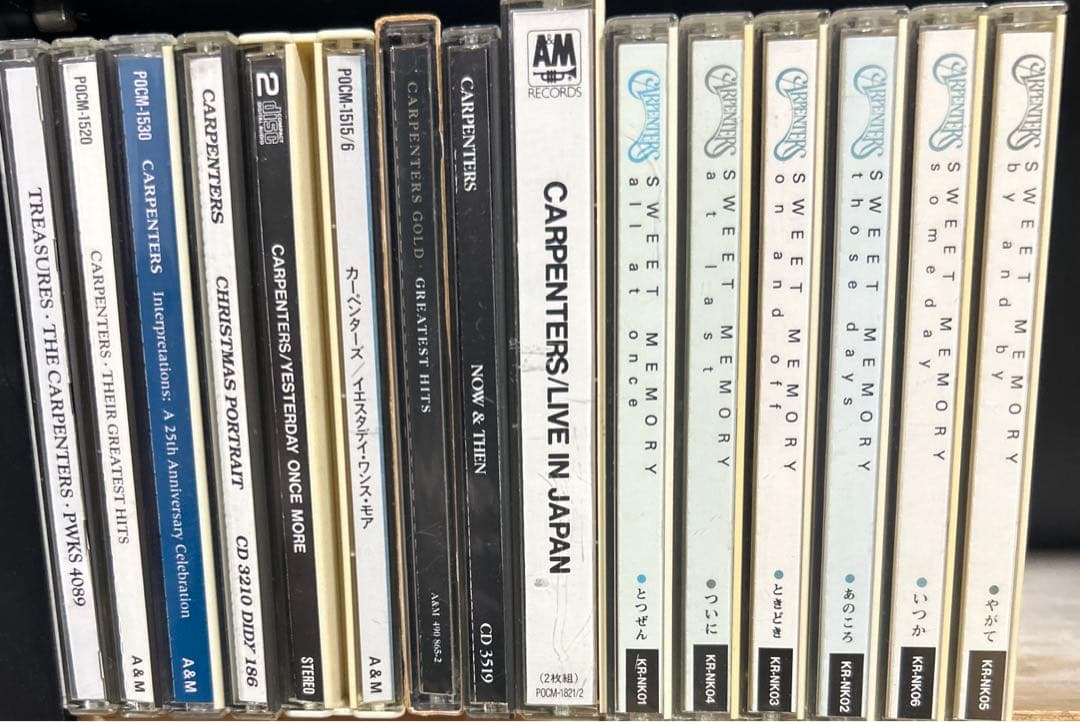 TREASURES・THE CARPENTERS・PWKS 4089
POCM-1520
CARPENTERS・THEIR GREATEST HITS
A&M
POCM-1530
CARPENTERS Interpretations: A 25th Anniversary Celebration
A&M
CARPENTERS
CHRISTMAS PORTRAIT
CD 3210 DIDY 186
2
COMPACT
disc
DIGITAL AUDIO
CARPENTERS/YESTERDAY ONCE MORE
STEREO
POCM-1515/6
カーペンターズ/イエスタデイ・ワンス・モア
A&M
CARPENTERS GOLD・GREATEST HITS
A&M 490 865-2
CARPENTERS
NOW & THEN
CD 3519
A&M
RECORDS
CARPENTERS/LIVE IN JAPAN
(2枚組)
POCM-1821/2
CARPENTERS
SWEET MEMORY
all at once
とつぜん
KR-NK01
CARPENTERS
SWEET MEMORY
at last
ついに
KR-NK04
CARPENTERS
SWEET MEMORY
on and off
ときどき
KR-NK03
CARPENTERS
SWEET MEMORY
those days
あのころ
KR-NK02
CARPENTERS
SWEET MEMORY
some day
いつか
KR-NK06
CARPENTERS
SWEET MEMORY
by and by
やがて
KR-NK05